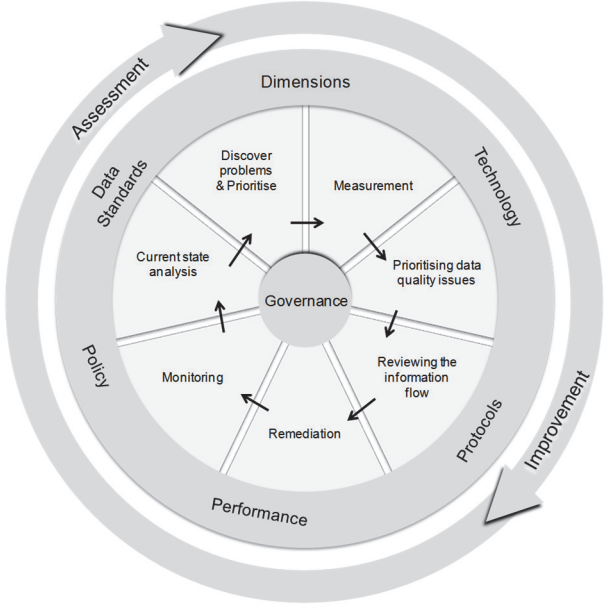 Assessment
Dimensions
Data
Standards
Technology
Discover
problems
& Prioritise
Measurement
Current state
analysis
Prioritising data
quality issues
Governance
Policy
Monitoring
Reviewing the
information
flow
Remediation
Protocols
Improvement
Performance